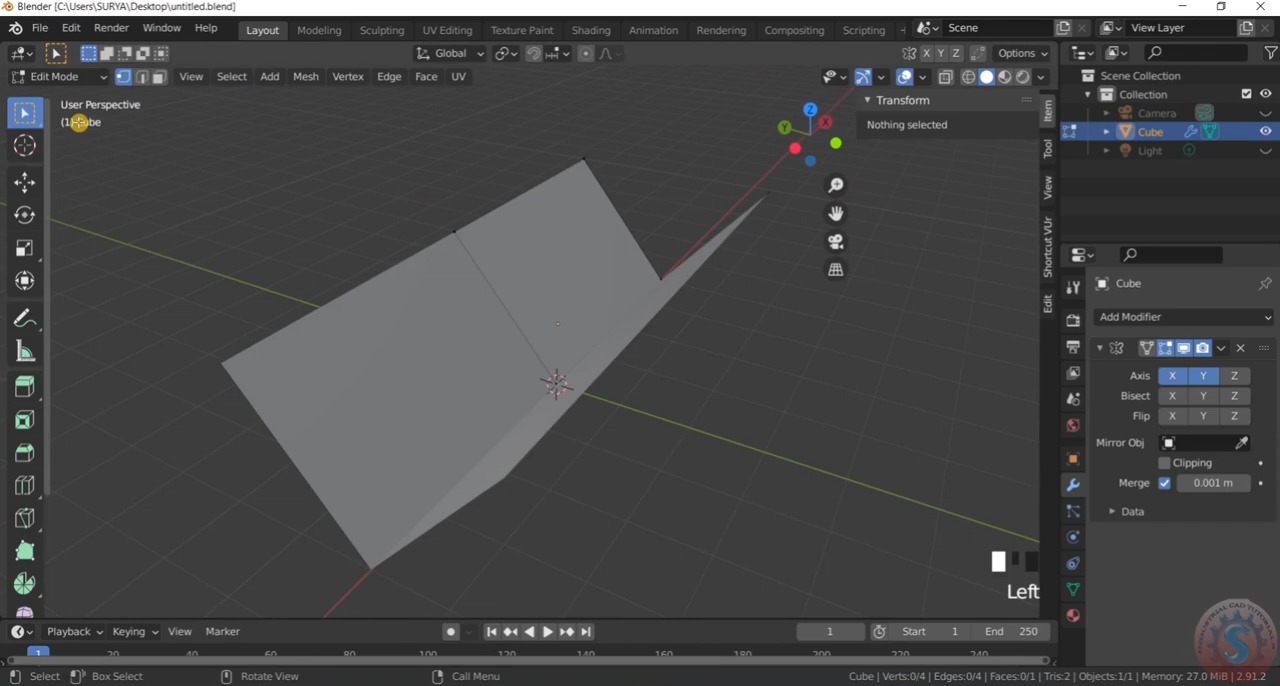 Blender [C:\Users\SURYA\Desktop\untitled.blend]
File Edit Render Window Help Layout Modeling Sculpting UV Editing Texture Paint Shading Animation Compositing Rendering Scripting Scene View Layer
Global X Y Z Options
Edit Mode View Select Add Mesh Vertex Edge Face UV
User Perspective
(1) Cube
Transform
Nothing selected
Item
Tool
View
Shortcut VUr
Edit
Z
X
Y
Left
Scene Collection
Collection
Camera
Cube
Light
Cube
Add Modifier
Axis X Y Z
Bisect X Y Z
Flip X Y Z
Mirror Obj
Clipping
Merge 0.001 m
Data
Playback Keying View Marker 1 Start 1 End 250
1 20 40 60 80 100 120 140 160 180 200 220 240
Select Box Select Rotate View Call Menu Cube | Verts:0/4 | Edges:0/4 | Faces:0/1 | Tris:2 | Objects:1/1 | Memory: 27.0 MiB | 2.91.2